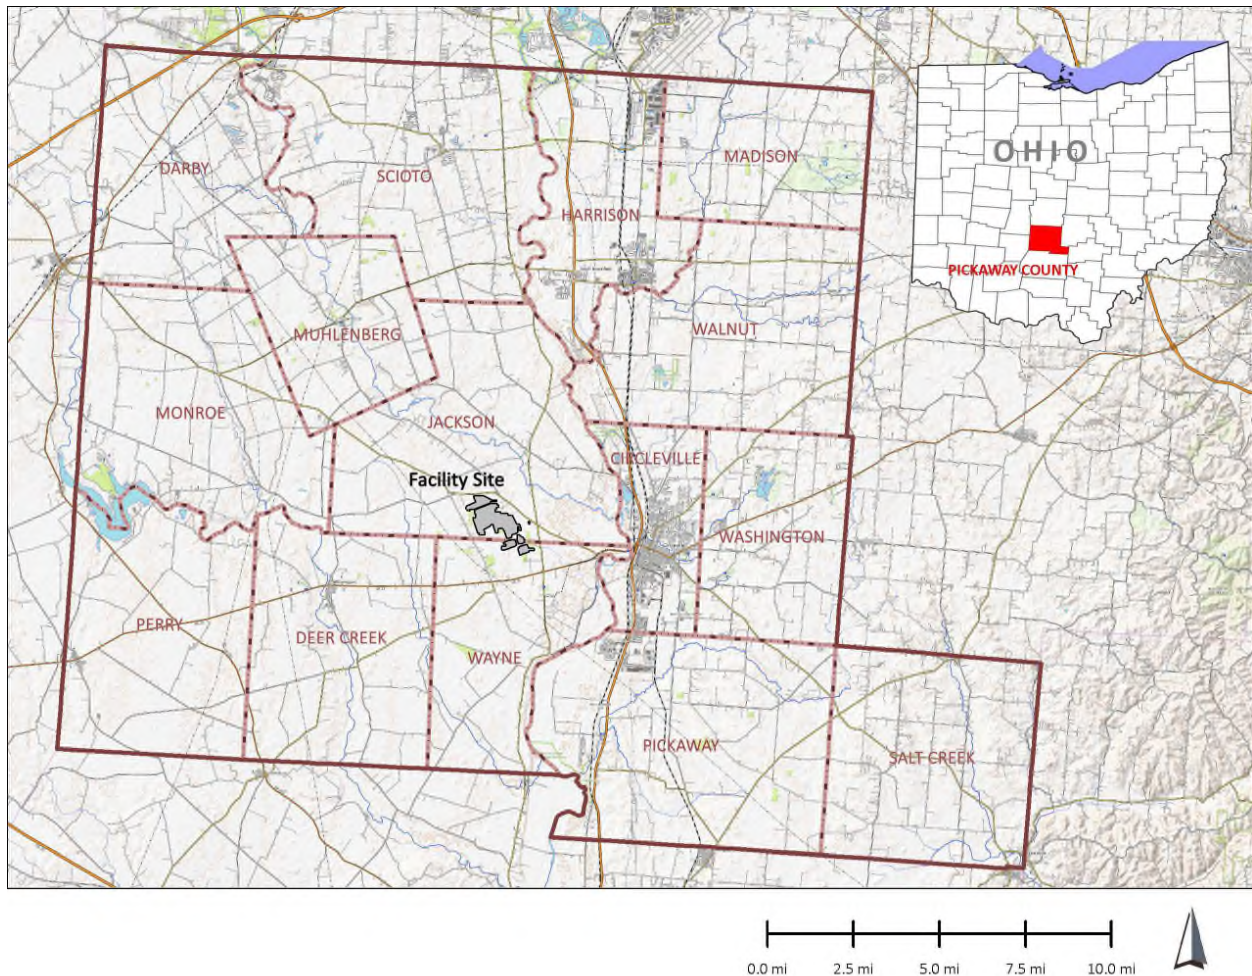 MADISON
DARBY
SCIOTO
HARRISON
OHIO
PICKAWAY COUNTY
MUHLENBERG
WALNUT
MONROE
JACKSON
CIRCLEVILLE
Facility Site
WASHINGTON
PERRY
DEER CREEK
WAYNE
PICKAWAY
SALT CREEK
0.0 mi
2.5 mi
5.0 mi
7.5 mi
10.0 mi